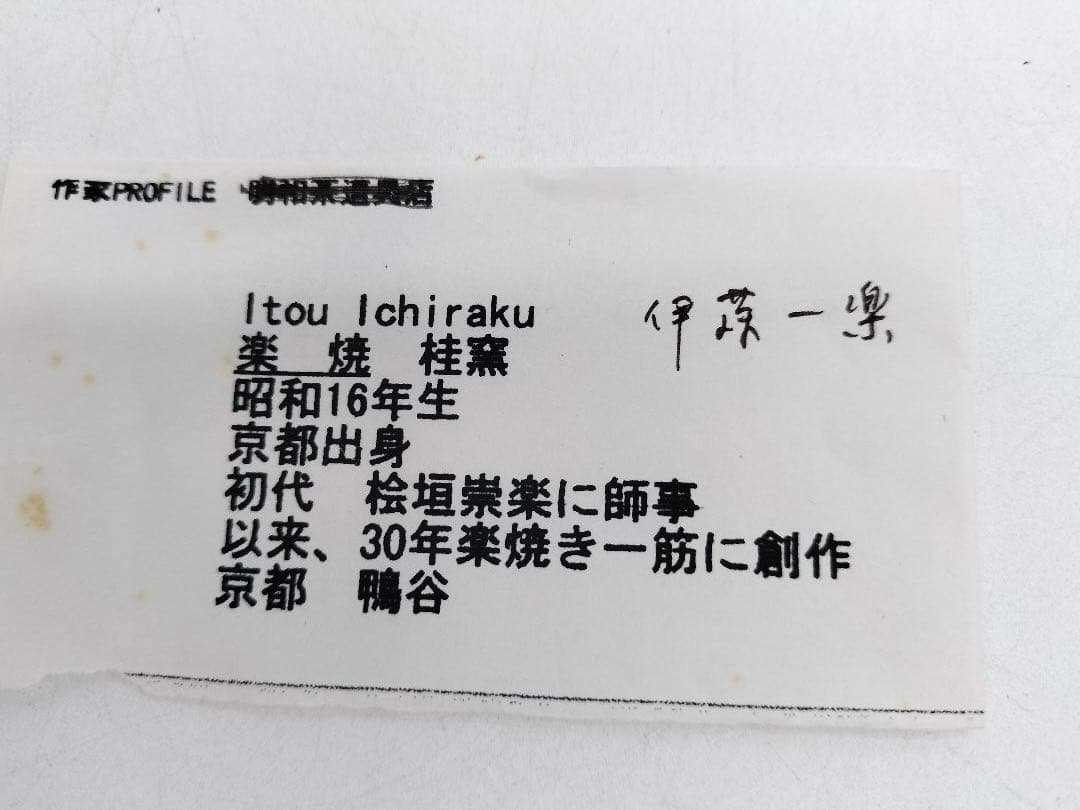 作家PROFILE
Itou Ichiraku 伊藤一楽
楽 焼 桂窯
昭和16年生
京都出身
初代 桧垣崇楽に師事
以来、30年楽焼き一筋に創作
京都 鴨谷